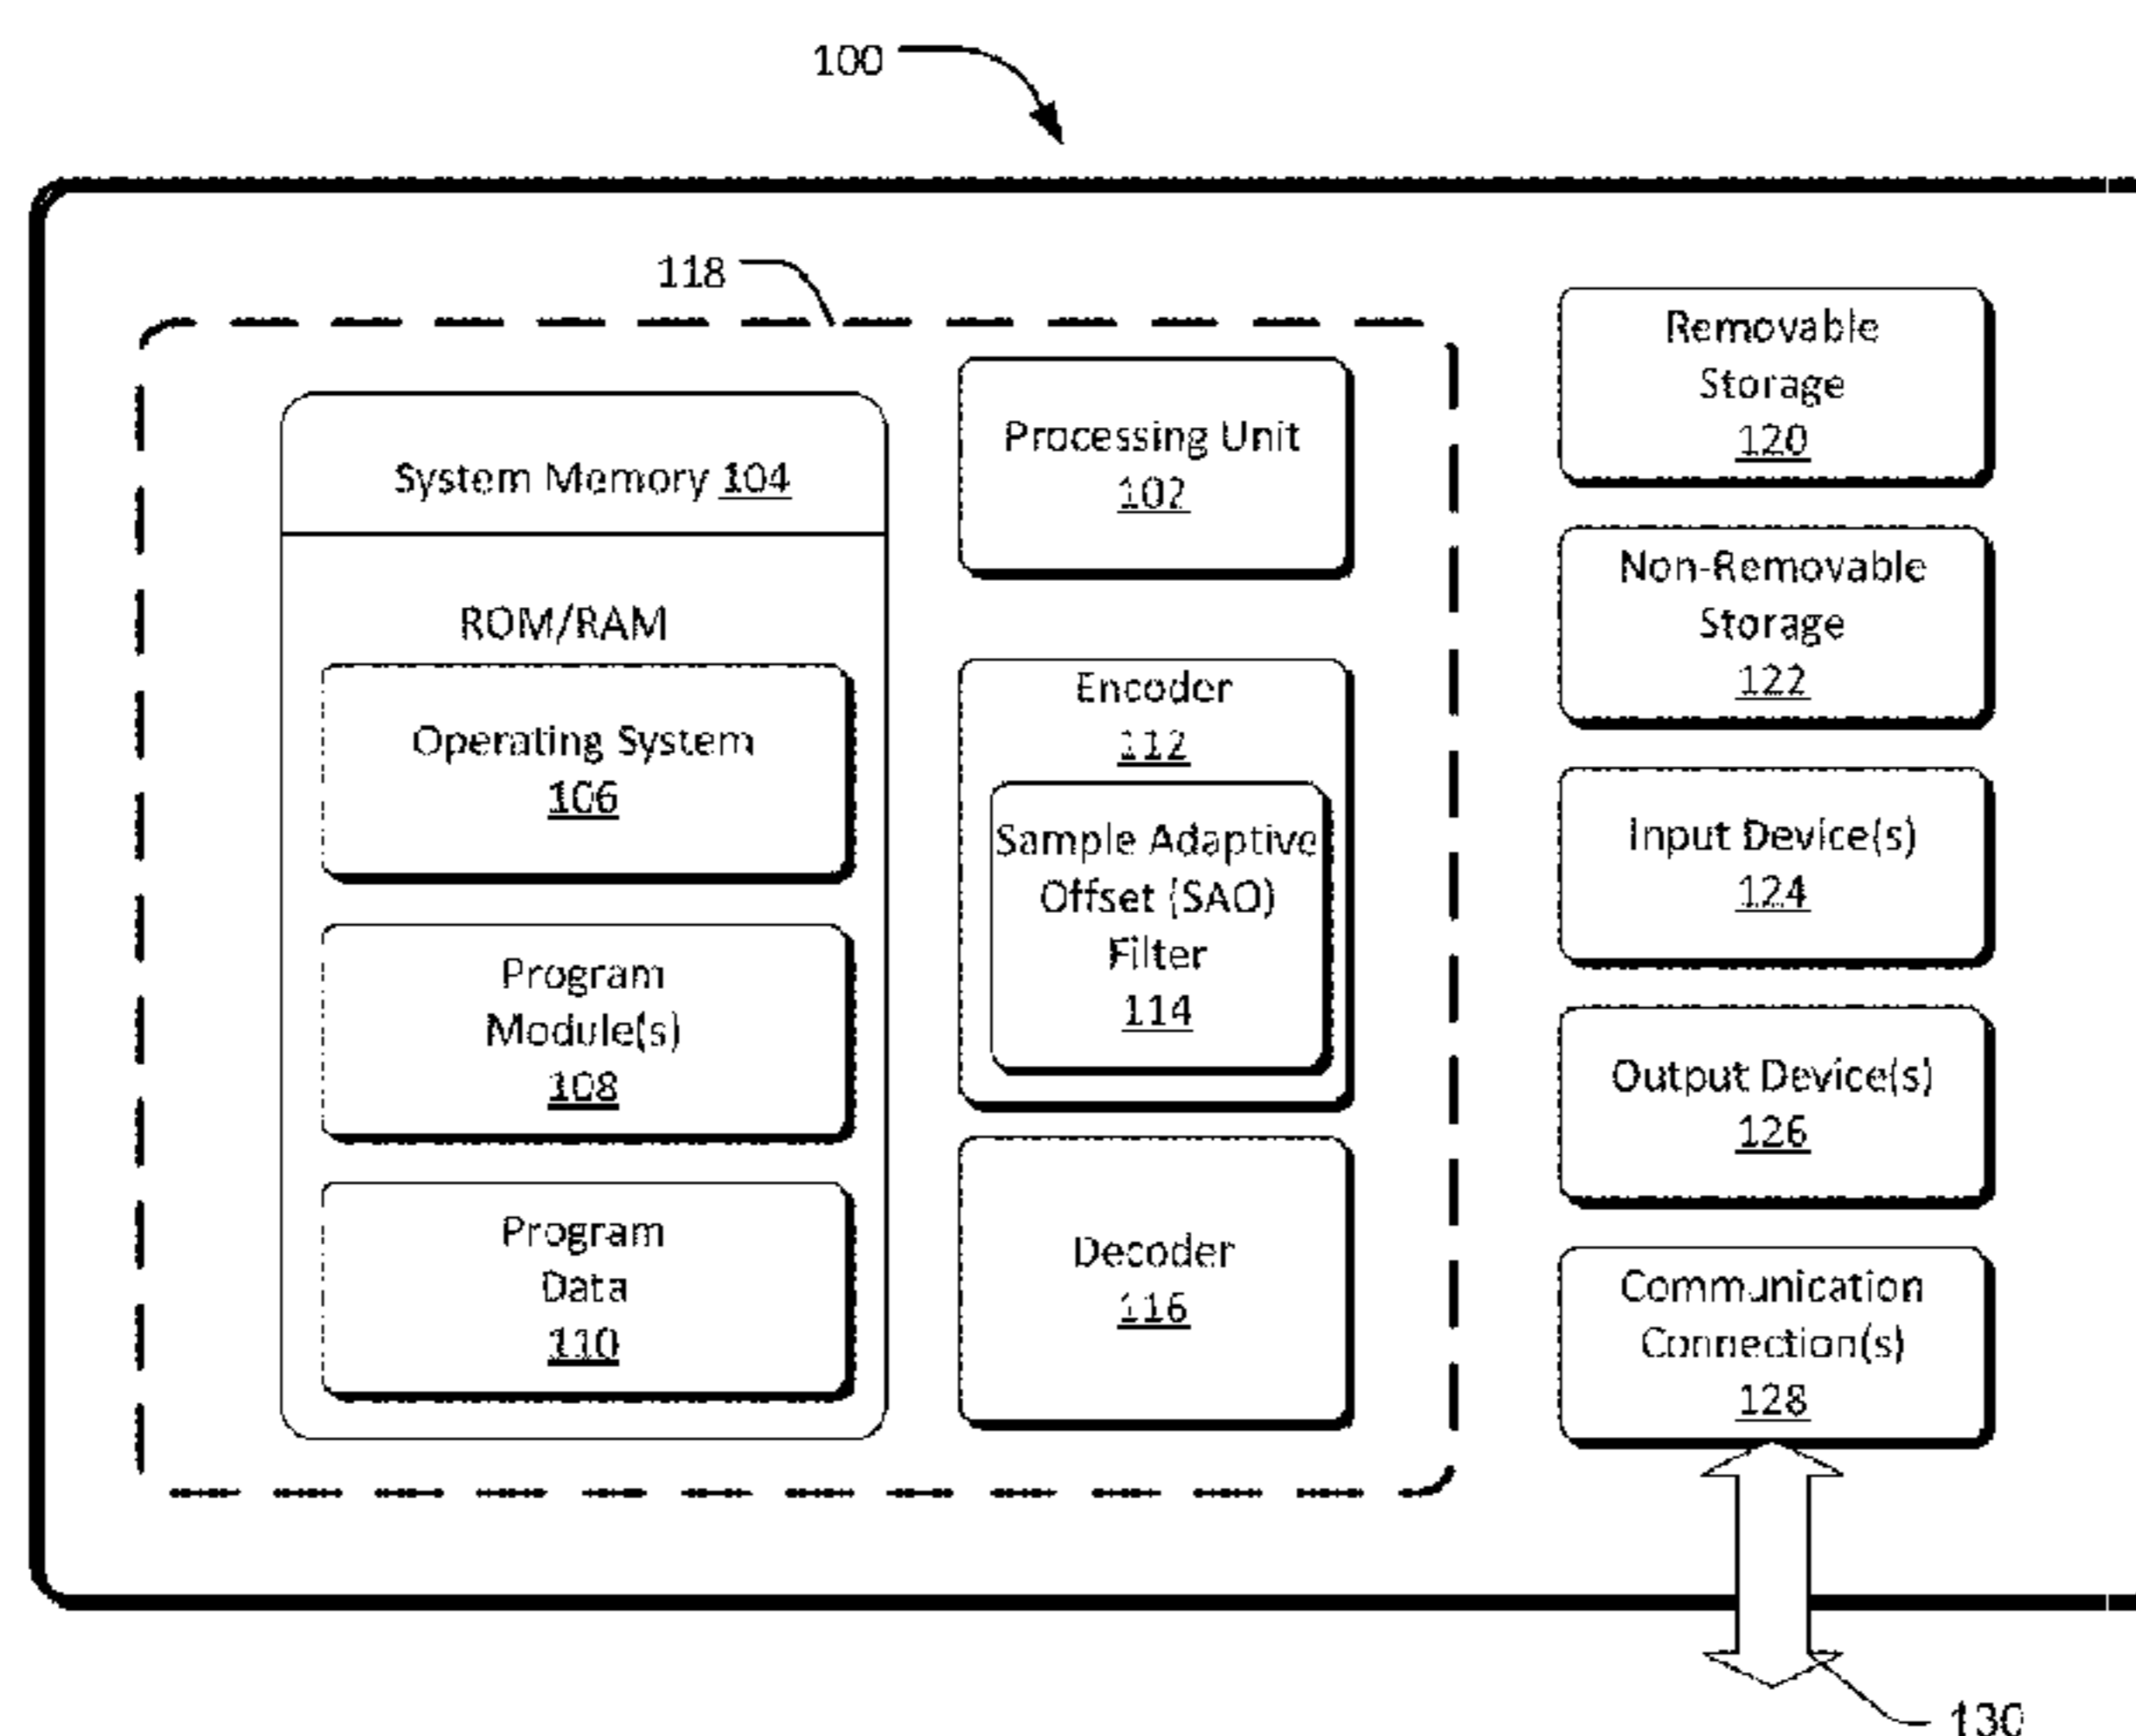 100
118
System Memory 104
ROM/RAM
Operating System
106
Program
Module(s)
108
Program
Data
110
Processing Unit
102
Encoder
112
Sample Adaptive
Offset (SAO)
Filter
114
Decoder
116
Removable
Storage
120
Non-Removable
Storage
122
Input Device(s)
124
Output Device(s)
126
Communication
Connection(s)
128
130